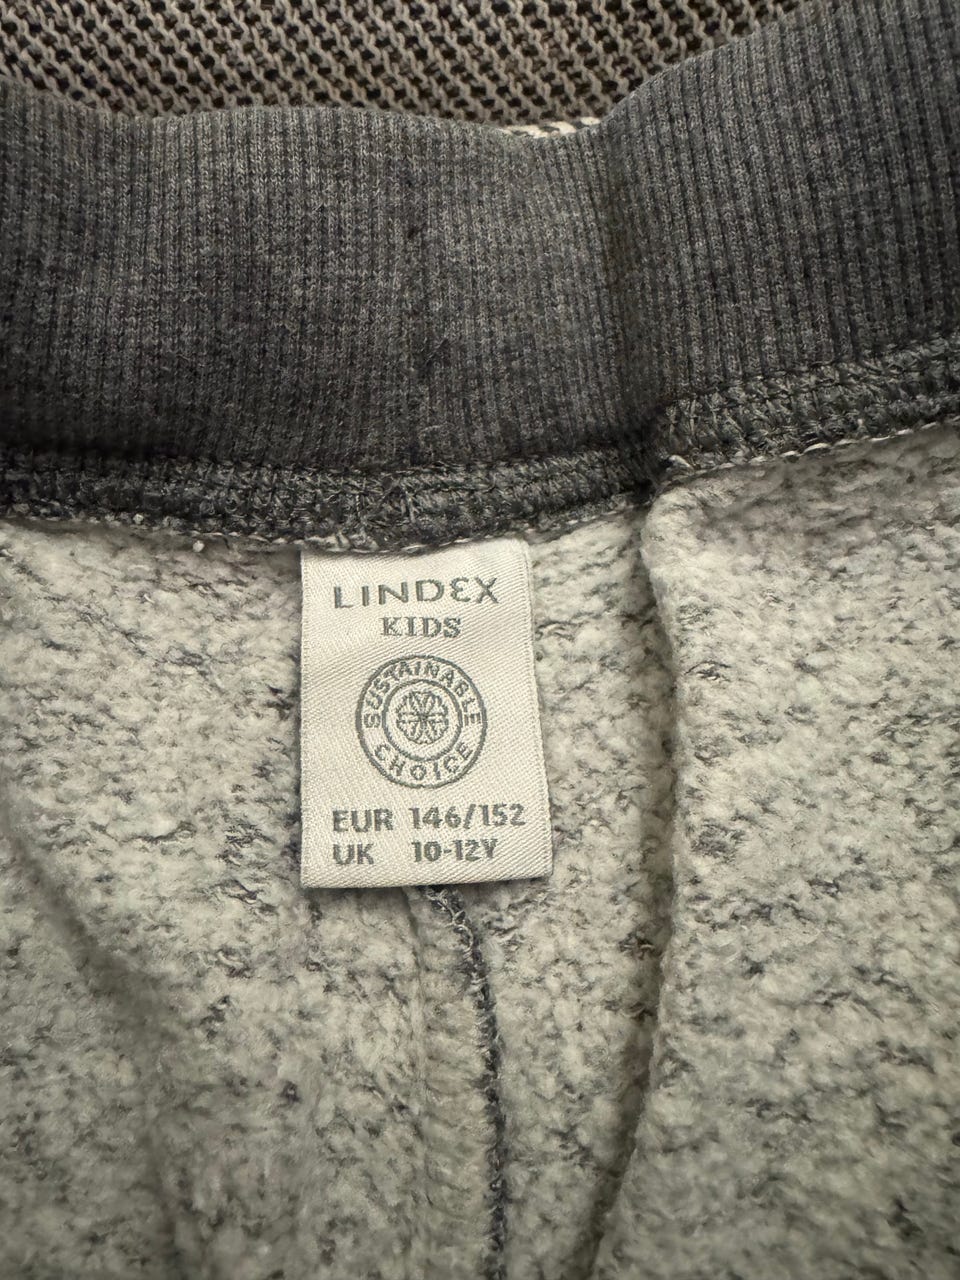 LINDEX
KIDS
SUSTAINABLE
CHOICE
EUR 146/152
UK 10-12Y